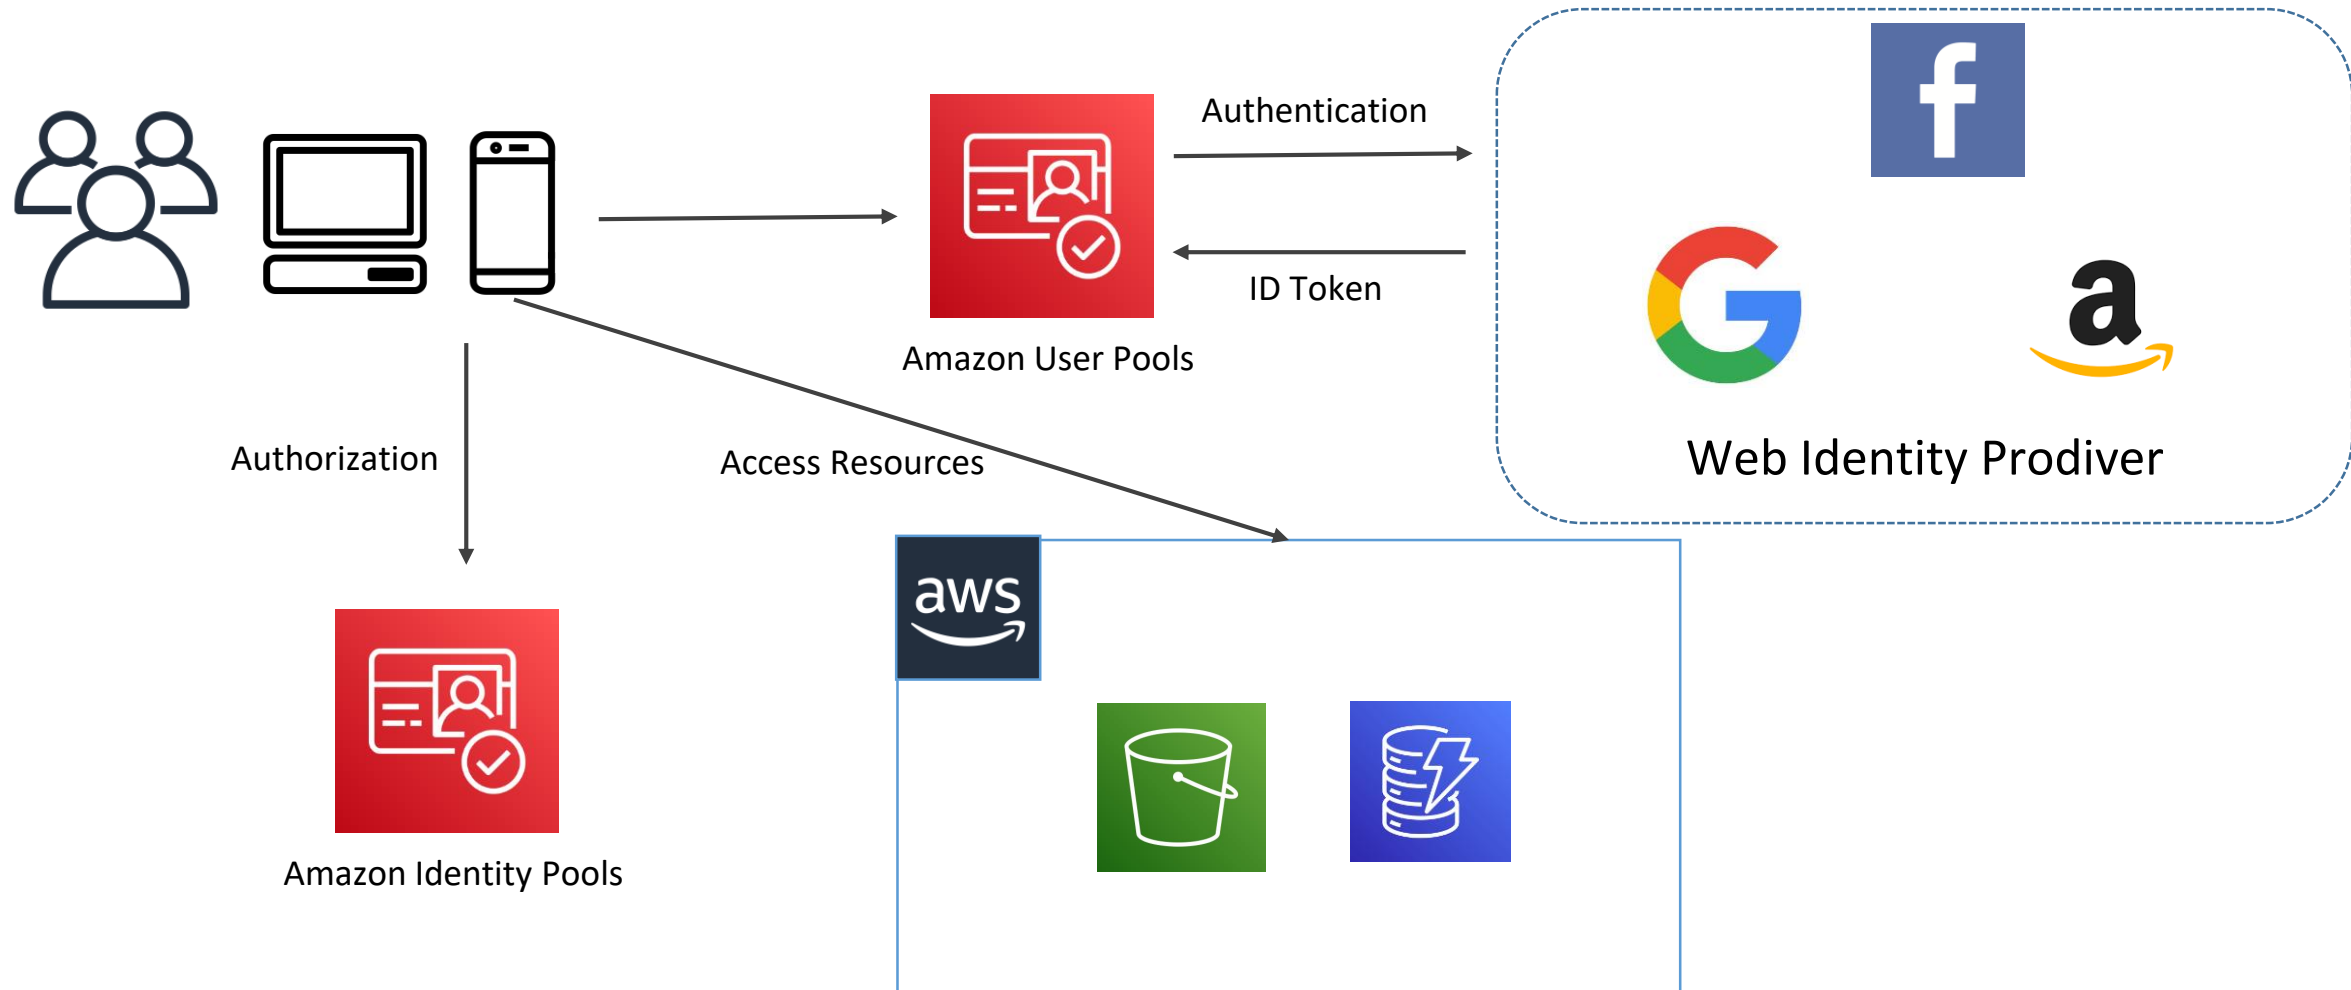 Authentication
ID Token
Amazon User Pools
Web Identity Prodiver
Authorization
Access Resources
aws
Amazon Identity Pools